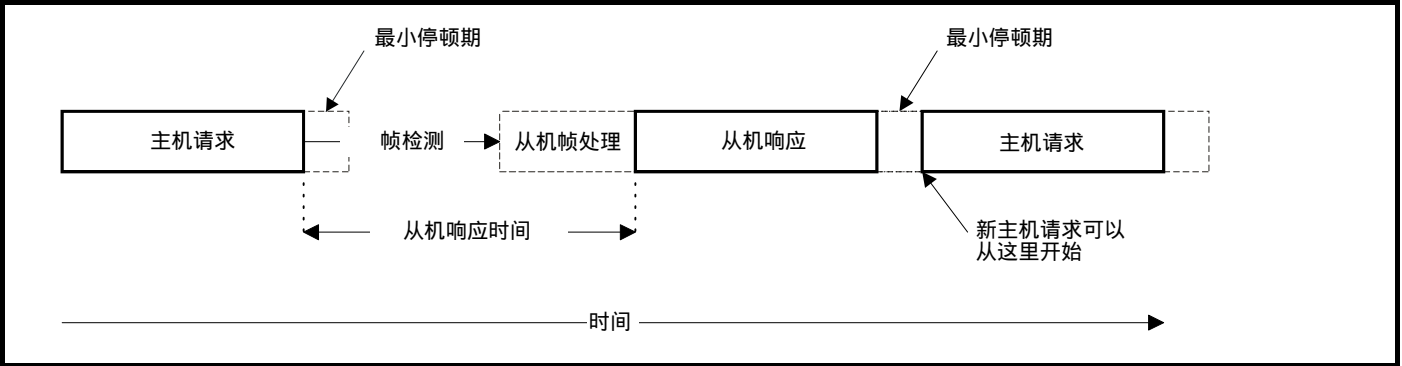 最小停顿期
最小停顿期
主机请求
帧检测
从机帧处理
从机响应
主机请求
从机响应时间
新主机请求可以
从这里开始
时间